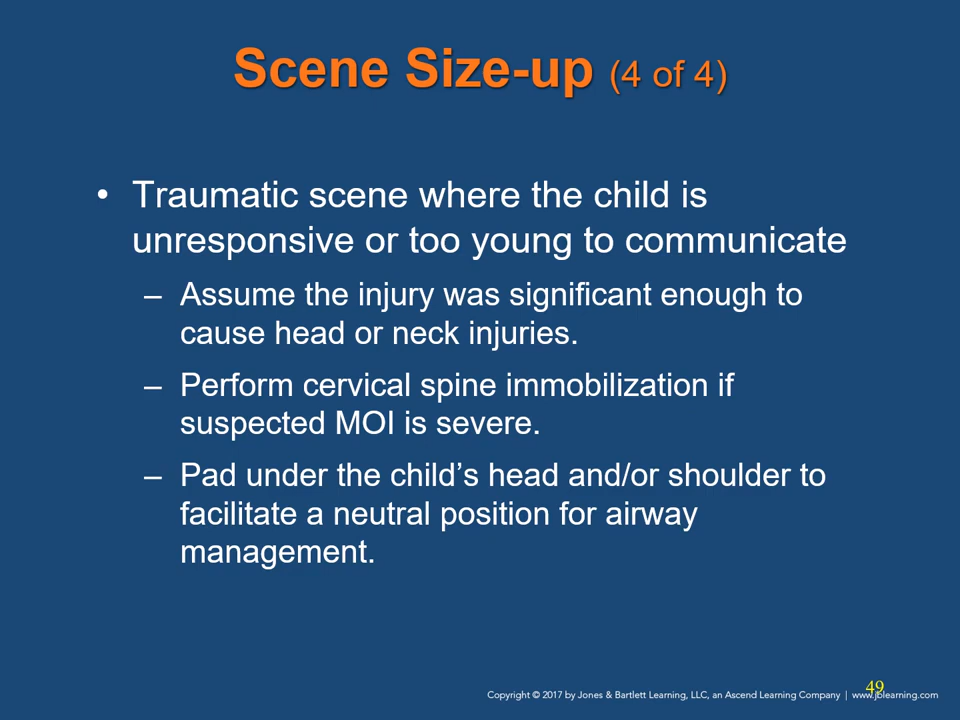 Scene Size-up (4 of 4)
• Traumatic scene where the child is
unresponsive or too young to communicate
– Assume the injury was significant enough to
cause head or neck injuries.
– Perform cervical spine immobilization if
suspected MOI is severe.
– Pad under the child’s head and/or shoulder to
facilitate a neutral position for airway
management.
49
Copyright © 2017 by Jones & Bartlett Learning, LLC, an Ascend Learning Company | www.jblearning.com